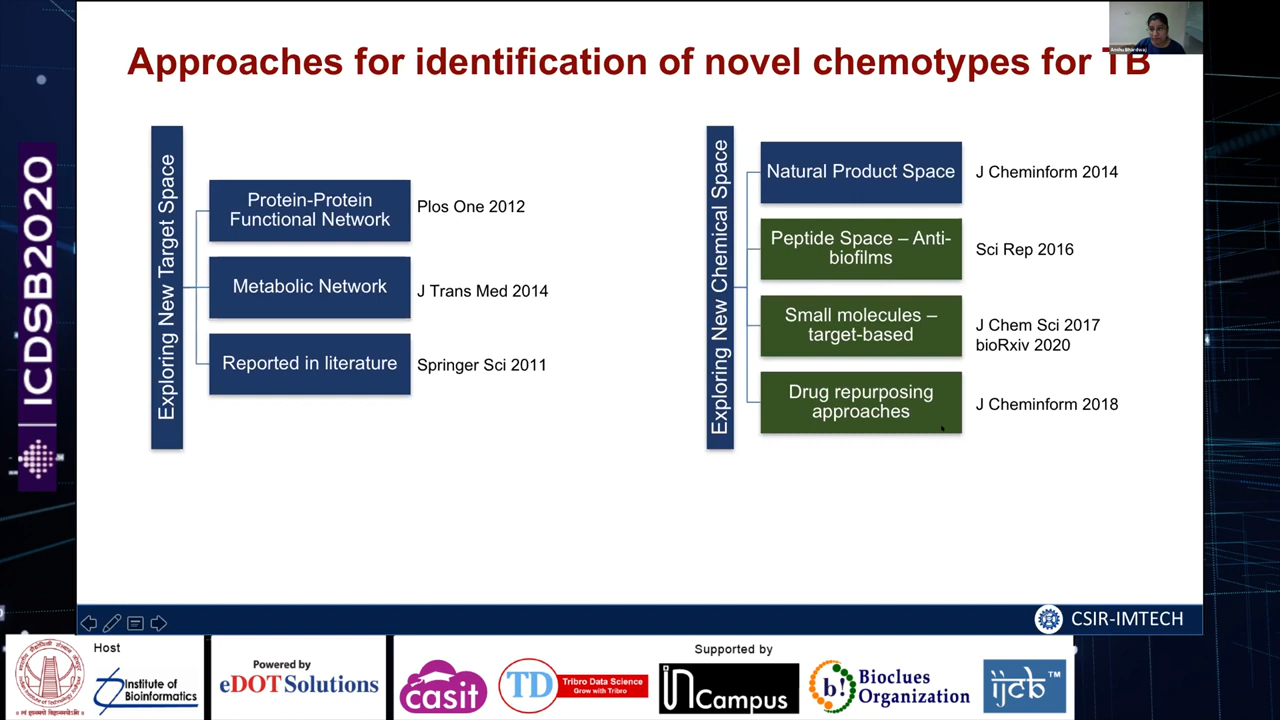 Approaches for identification of novel chemotypes for TB
Anshu Bhardwaj
ICDSB2020
Exploring New Target Space
Protein-Protein
Functional Network
Plos One 2012
Metabolic Network
J Trans Med 2014
Reported in literature
Springer Sci 2011
Exploring New Chemical Space
Natural Product Space
J Cheminform 2014
Peptide Space – Anti-
biofilms
Sci Rep 2016
Small molecules –
target-based
J Chem Sci 2017
bioRxiv 2020
Drug repurposing
approaches
J Cheminform 2018
CSIR-IMTECH
Host
Institute of
Bioinformatics
Powered by
eDOTSolutions
Supported by
casit
TD
Tribro Data Science
Grow with Tribro
inCampus
b!
Bioclues
Organization
ijcb™